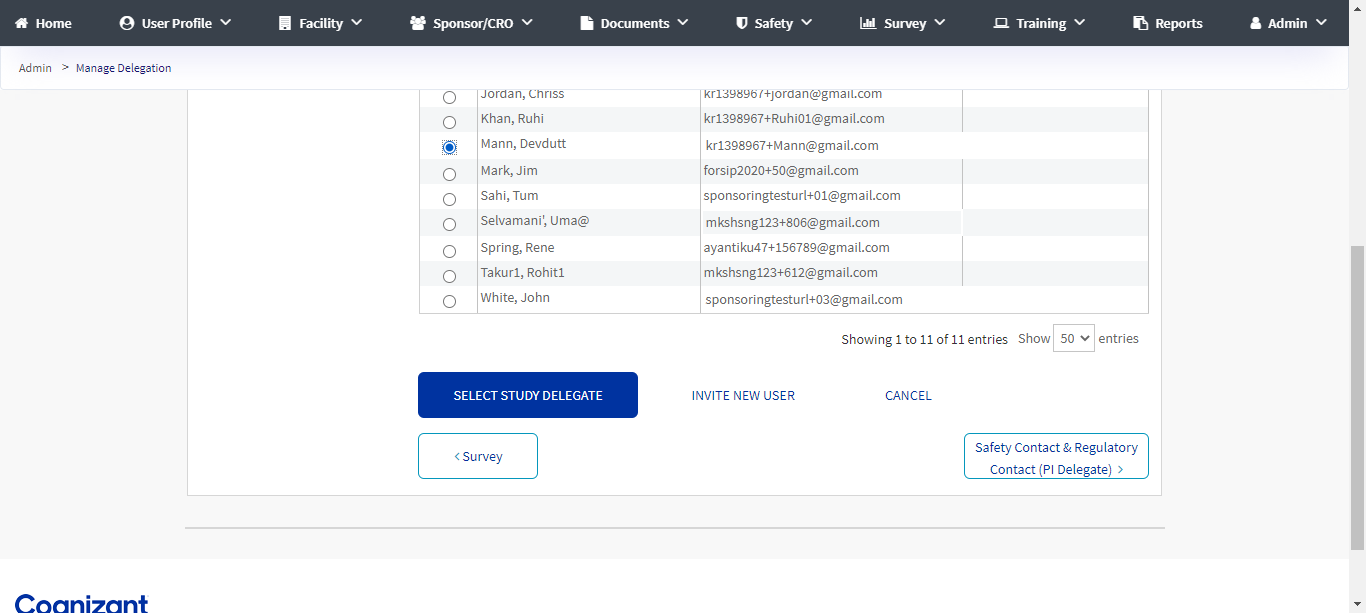 Home User Profile Facility Sponsor/CRO Documents Safety Survey Training Reports Admin
Admin > Manage Delegation
Jordan, Chriss kr1398967+jordan@gmail.com
Khan, Ruhi kr1398967+Ruhi01@gmail.com
Mann, Devdutt kr1398967+Mann@gmail.com
Mark, Jim forsip2020+50@gmail.com
Sahi, Tum sponsoringtesturl+01@gmail.com
Selvamani', Uma@ mkshsng123+806@gmail.com
Spring, Rene ayantiku47+156789@gmail.com
Takur1, Rohit1 mkshsng123+612@gmail.com
White, John sponsoringtesturl+03@gmail.com
Showing 1 to 11 of 11 entries Show 50 entries
SELECT STUDY DELEGATE INVITE NEW USER CANCEL
< Survey
Safety Contact & Regulatory
Contact (PI Delegate) >
Cognizant